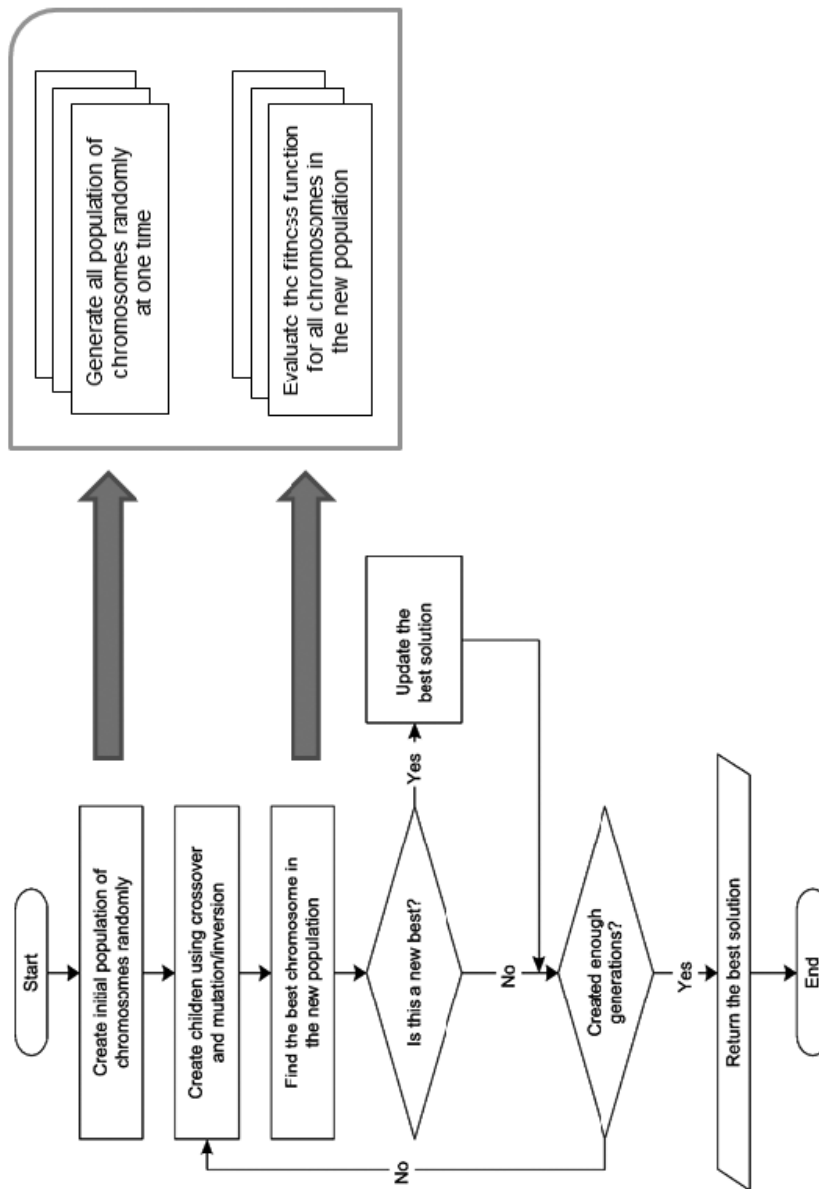 Start
Create initial population of
chromosomes randomly
Create children using crossover
and mutation/inversion
Find the best chromosome in
the new population
Is this a new best?
Yes
Update the
best solution
No
Created enough
generations?
No
Yes
Return the best solution
End
Generate all population of
chromosomes randomly
at one time
Evaluate the fitness function
for all chromosomes in
the new population